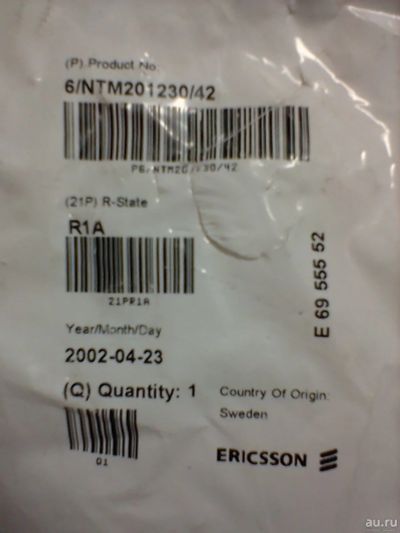 (P) Product No
6/NTM201230/42
(21P) R-State
R1A
21PR1A
E 69 555 52
Year/Month/Day
2002-04-23
(Q) Quantity: 1
Q1
Country Of Origin:
Sweden
ERICSSON
au.ru